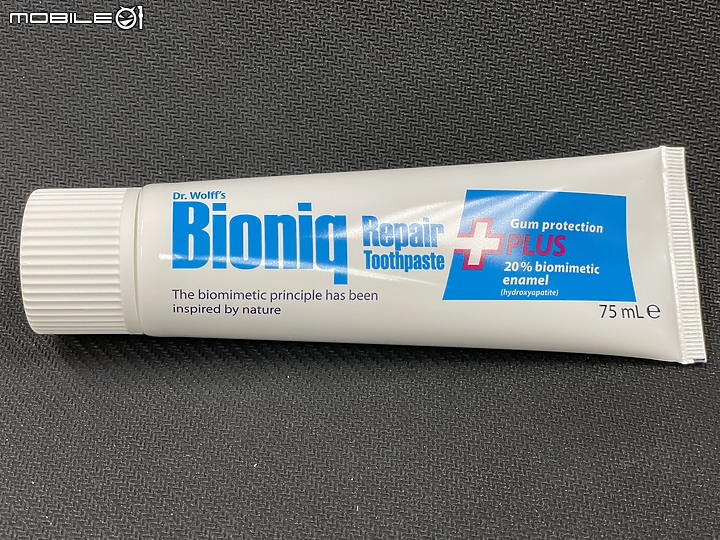 MOBILE01
Dr. Wolff's
Bioniq
Repair
Toothpaste
The biomimetic principle has been
inspired by nature
Gum protection
PLUS
20% biomimetic
enamel
(hydroxyapatite)
75 mL e